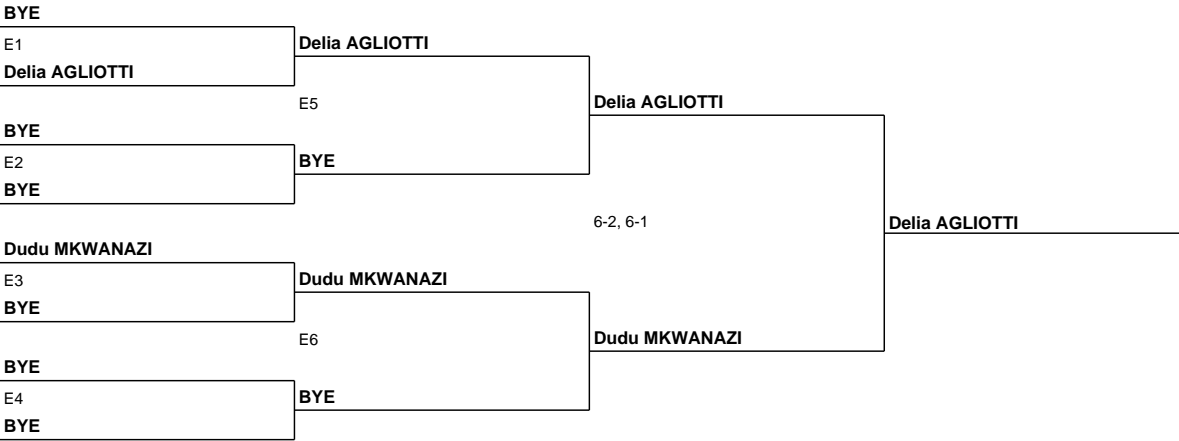 BYE
E1
Delia AGLIOTTI
Delia AGLIOTTI
E5
BYE
E2
BYE
BYE
Delia AGLIOTTI
6-2, 6-1
Delia AGLIOTTI
Dudu MKWANAZI
E3
BYE
Dudu MKWANAZI
E6
BYE
E4
BYE
BYE
Dudu MKWANAZI